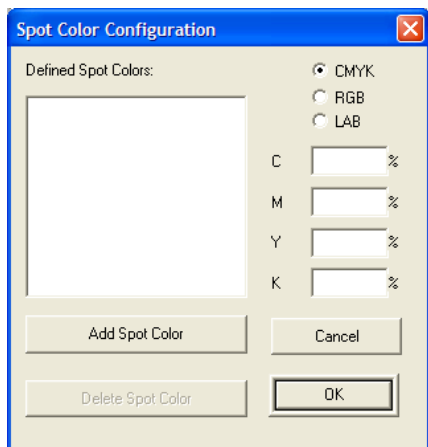 Spot Color Configuration
Defined Spot Colors:
CMYK
RGB
LAB
C %
M %
Y %
K %
Add Spot Color
Cancel
Delete Spot Color
OK